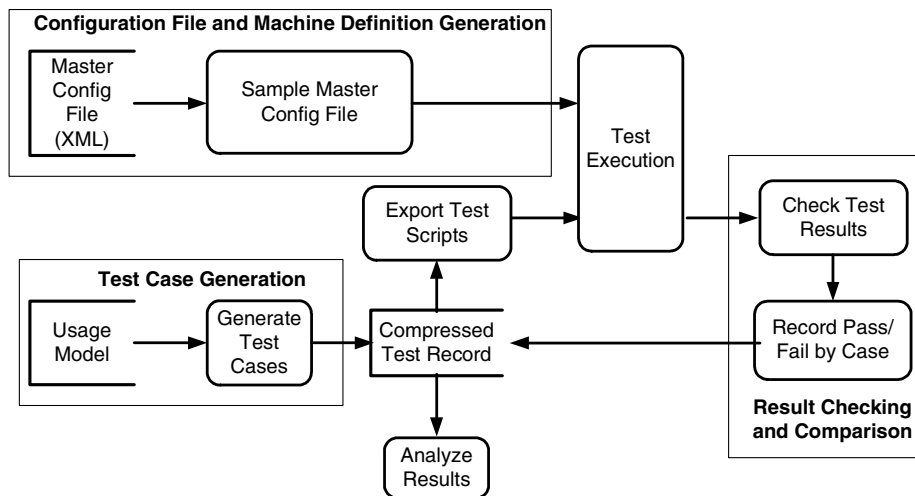 Configuration File and Machine Definition Generation
Master
Config
File
(XML)
Sample Master
Config File
Test
Execution
Export Test
Scripts
Check Test
Results
Test Case Generation
Usage
Model
Generate
Test
Cases
Compressed
Test Record
Record Pass/
Fail by Case
Result Checking
and Comparison
Analyze
Results